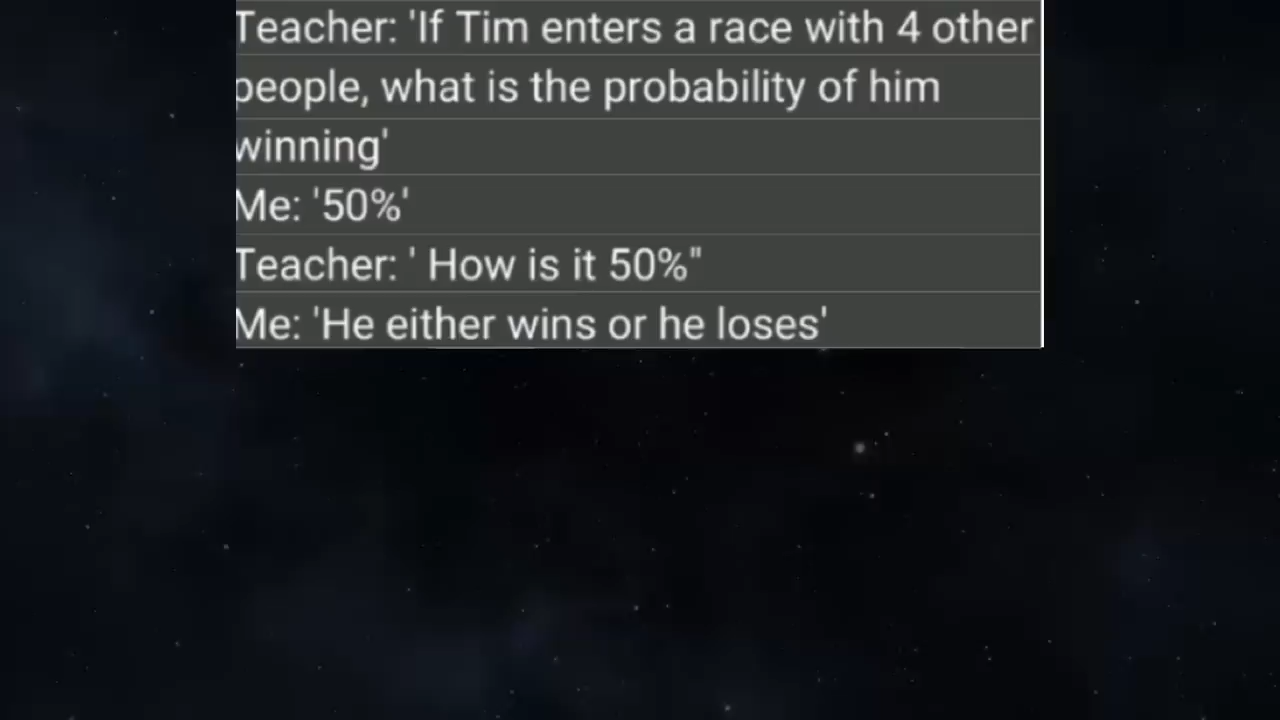 Teacher: 'If Tim enters a race with 4 other
people, what is the probability of him
winning'
Me: '50%'
Teacher: ' How is it 50%"
Me: 'He either wins or he loses'